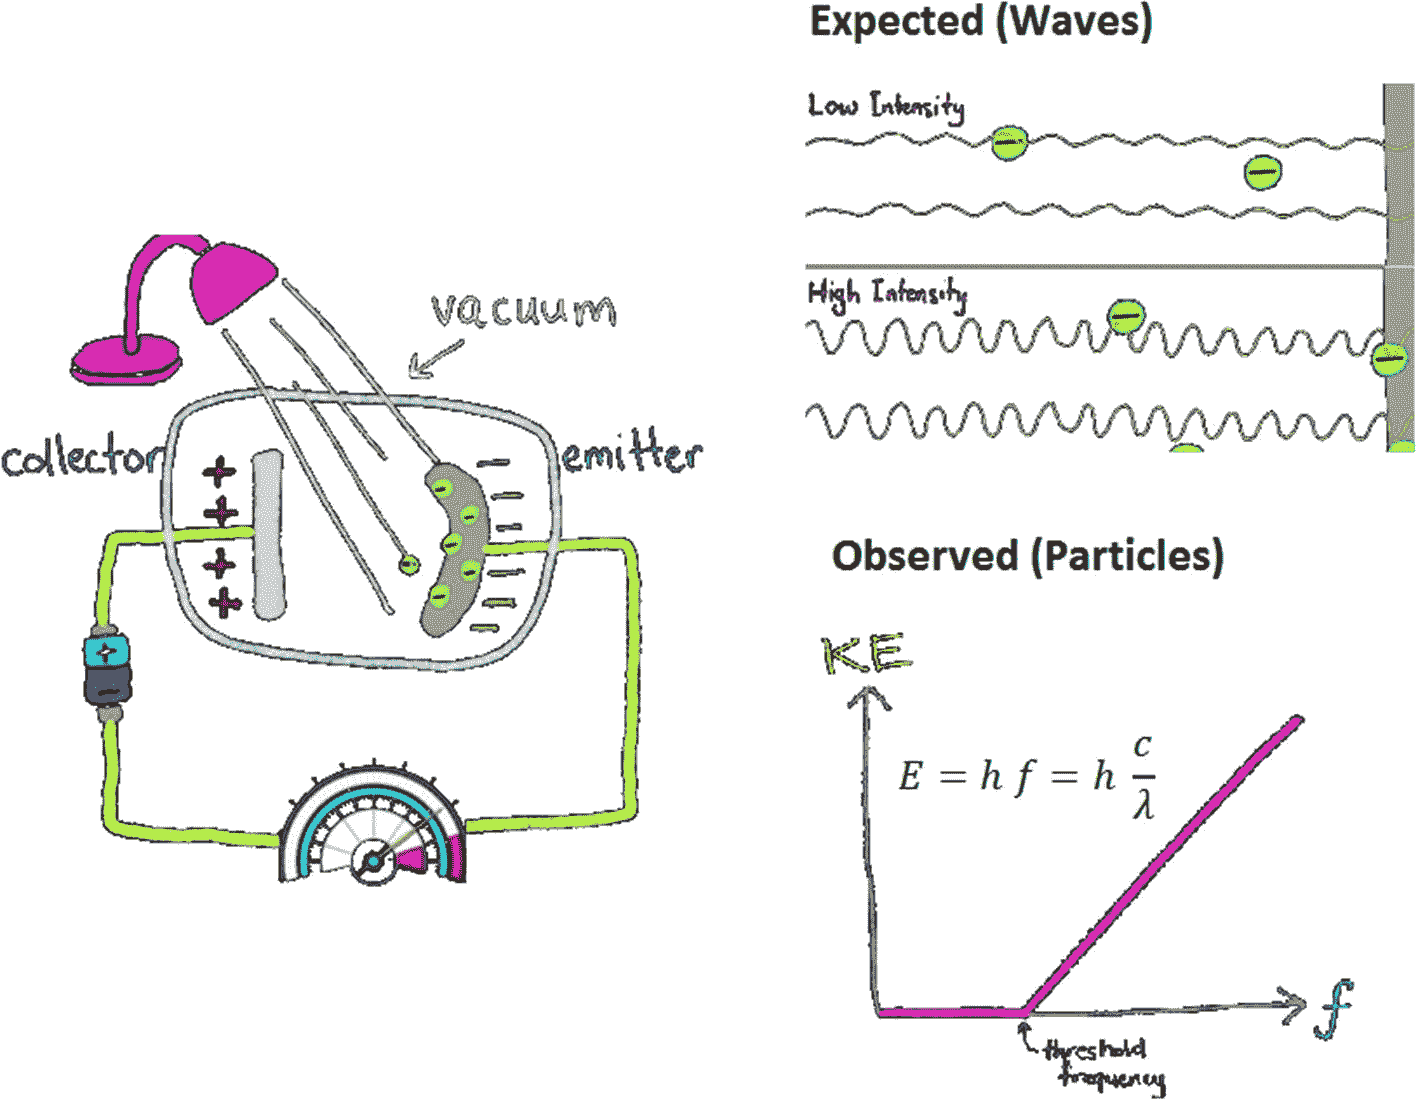 Expected (Waves)
Low Intensity
High Intensity
vacuum
collector
emitter
Observed (Particles)
KE
E = h f = h c/λ
f
threshold
frequency